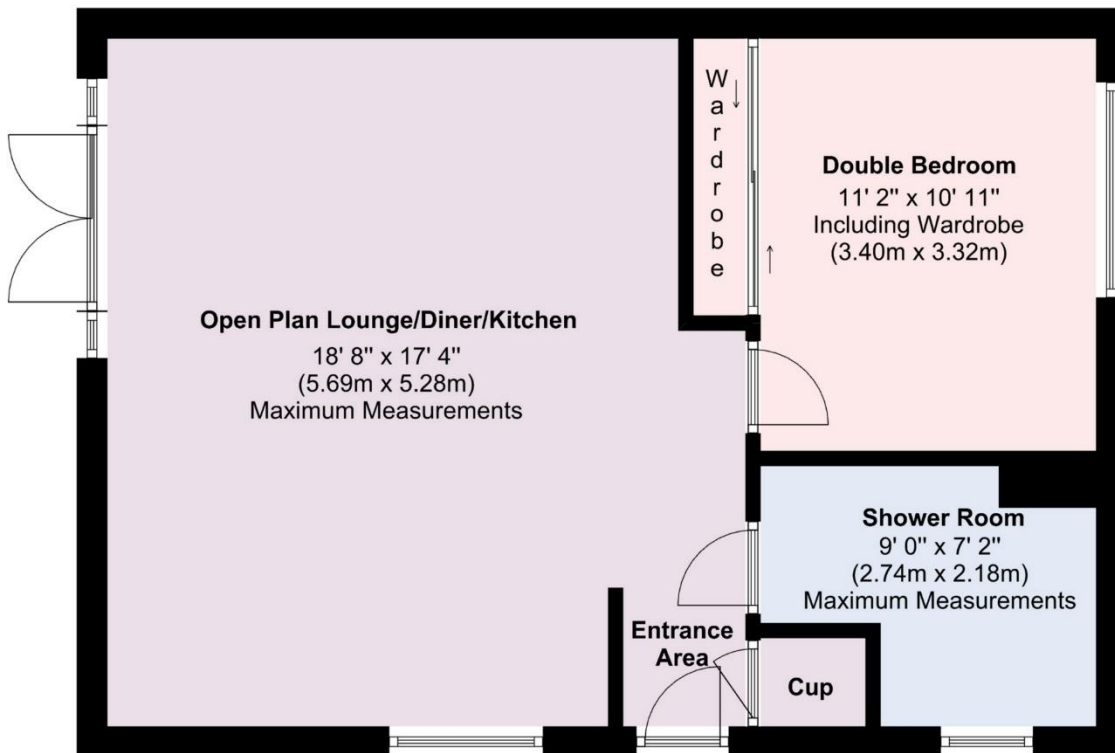 Wardrobe
Double Bedroom
11' 2" x 10' 11"
Including Wardrobe
(3.40m x 3.32m)
Open Plan Lounge/Diner/Kitchen
18' 8" x 17' 4"
(5.69m x 5.28m)
Maximum Measurements
Shower Room
9' 0" x 7' 2"
(2.74m x 2.18m)
Maximum Measurements
Entrance
Area
Cup